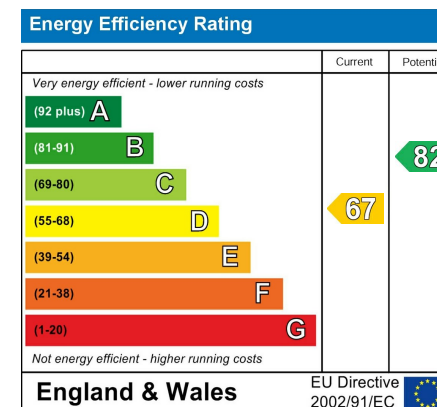 Energy Efficiency Rating
Current Potenti
Very energy efficient - lower running costs
(92 plus) A
(81-91) B
82
(69-80) C
(55-68) D
67
(39-54) E
(21-38) F
(1-20) G
Not energy efficient - higher running costs
England & Wales
EU Directive
2002/91/EC